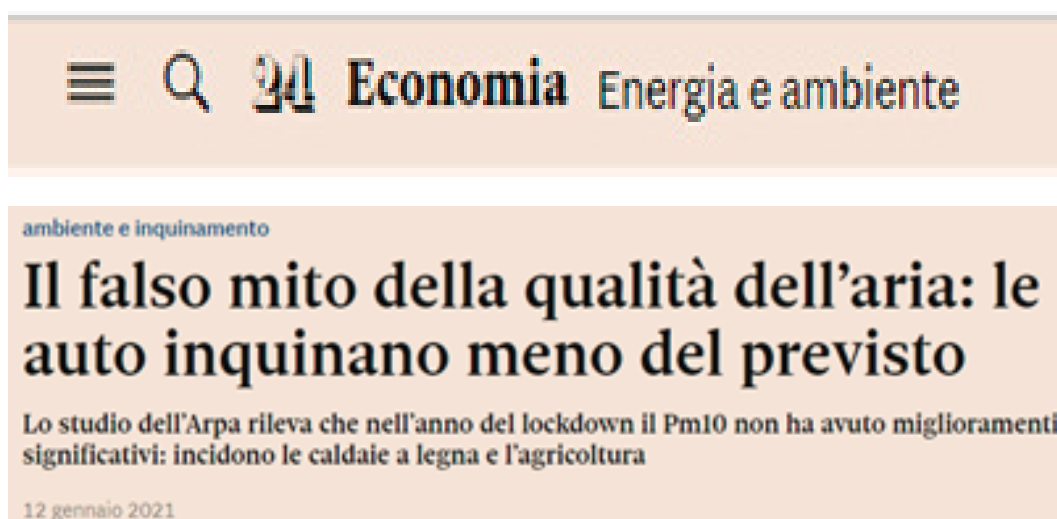 24 Economia Energia e ambiente
ambiente e inquinamento
Il falso mito della qualità dell'aria: le
auto inquinano meno del previsto
Lo studio dell'Arpa rileva che nell'anno del lockdown il Pm10 non ha avuto miglioramenti
significativi: incidono le caldaie a legna e l'agricoltura
12 gennaio 2021